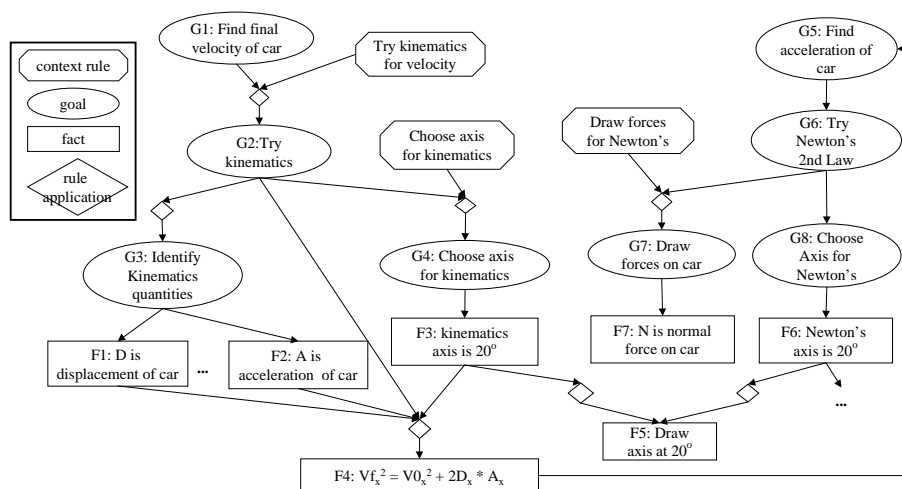 G1: Find final
velocity of car
Try kinematics
for velocity
G5: Find
acceleration of
car
context rule
goal
fact
rule
application
G2:Try
kinematics
Choose axis
for kinematics
Draw forces
for Newton's
G6: Try
Newton's
2nd Law
G3: Identify
Kinematics
quantities
G4: Choose axis
for kinematics
G7: Draw
forces on car
G8: Choose
Axis for
Newton's
F1: D is
displacement of car
...
F2: A is
acceleration of car
F3: kinematics
axis is 20°
F7: N is normal
force on car
F6: Newton's
axis is 20°
...
F5: Draw
axis at 20°
F4: Vfₓ² = V0ₓ² + 2Dₓ * Aₓ